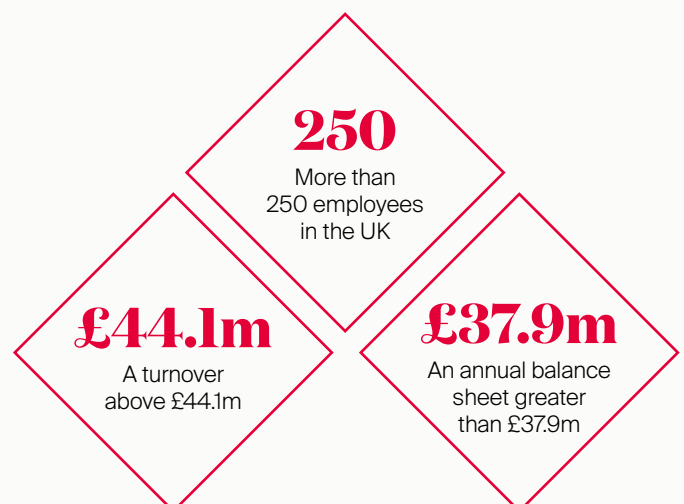 250
More than
250 employees
in the UK
£44.1m
A turnover
above £44.1m
£37.9m
An annual balance
sheet greater
than £37.9m